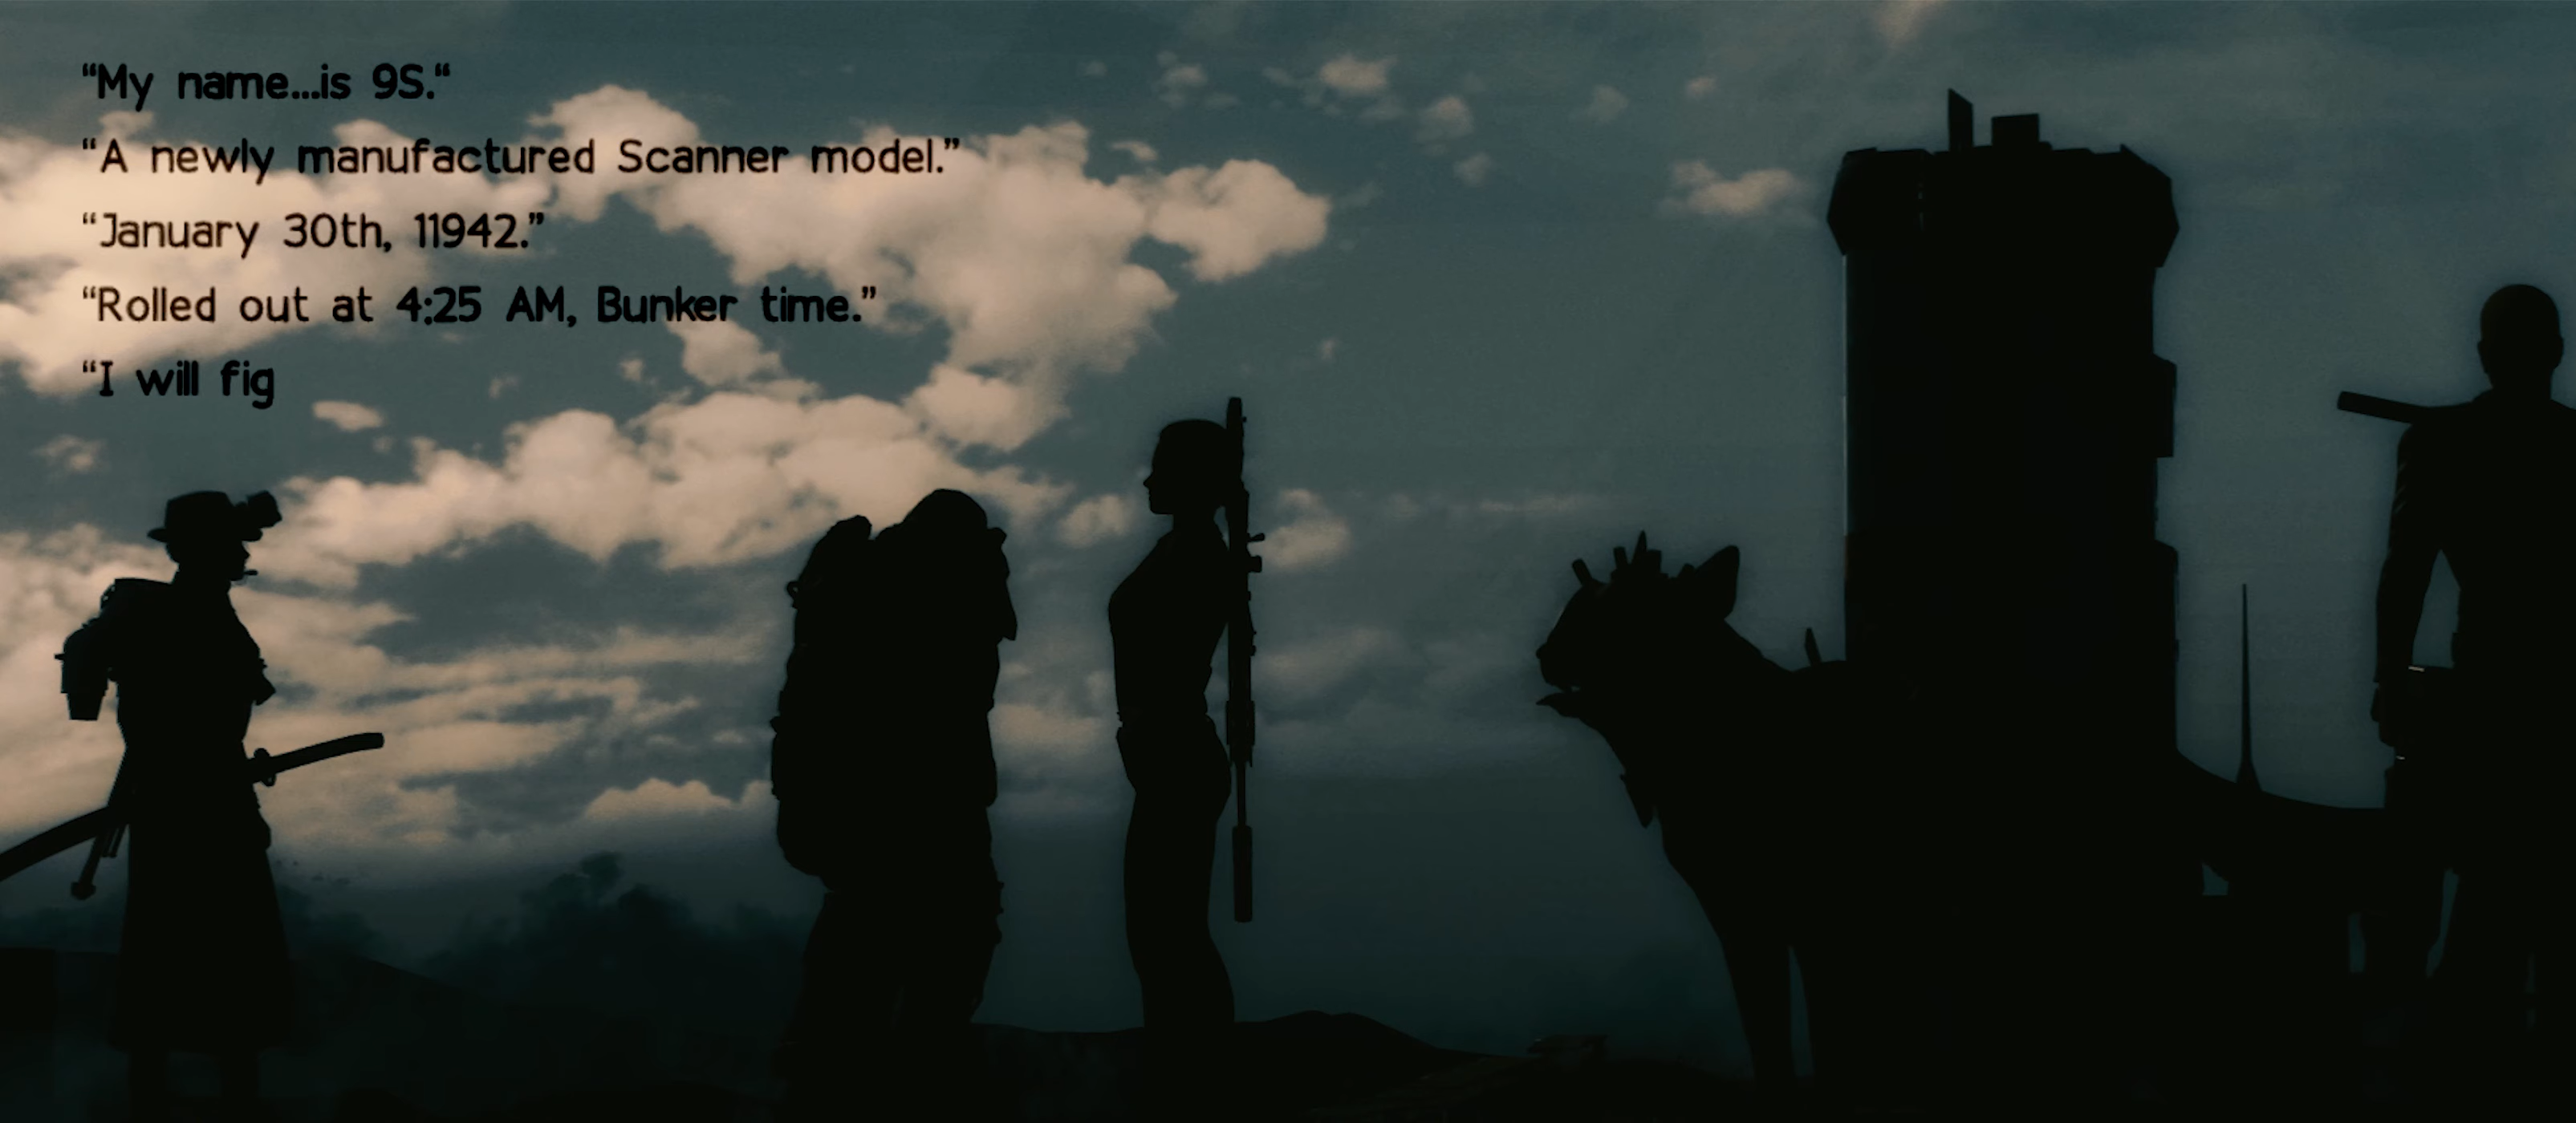 “My name...is 9S.“
“A newly manufactured Scanner model.”
“January 30th, 11942.”
“Rolled out at 4:25 AM, Bunker time.”
“I will fig